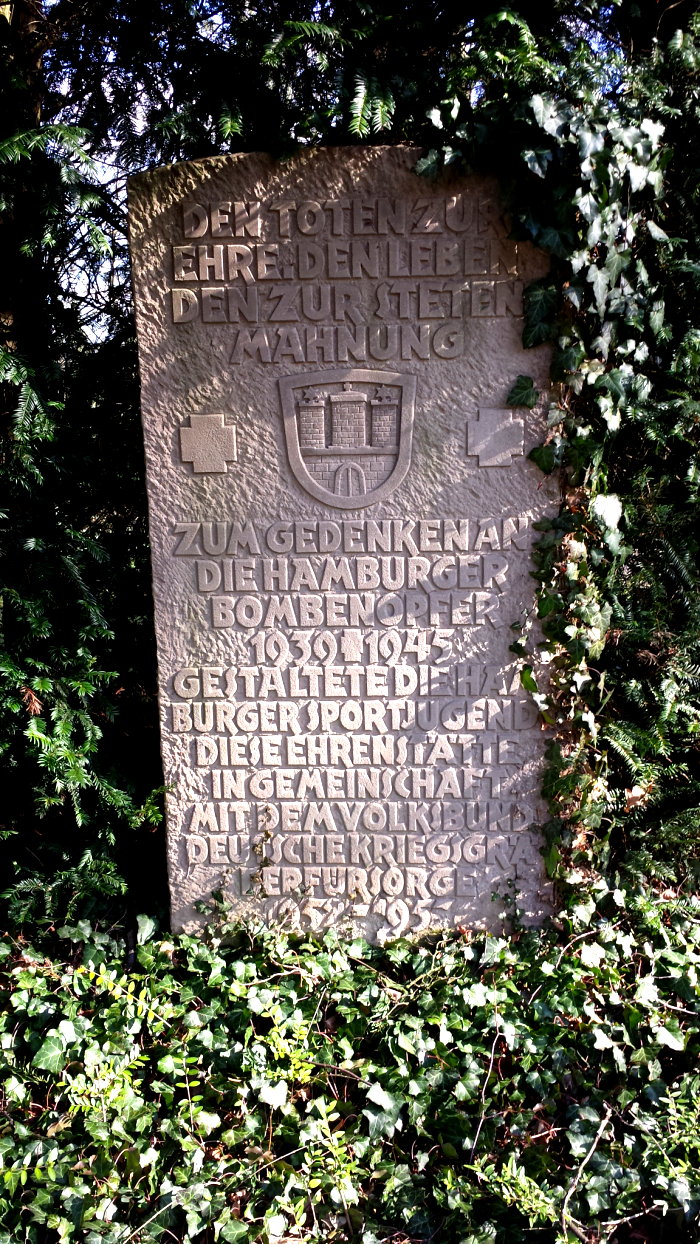 DEN TOTEN ZUR
EHRE. DEN LEBEN
DEN ZUR STETEN
MAHNUNG
ZUM GEDENKEN AN
DIE HAMBURGER
BOMBENOPFER
1939-1945
GESTALTETE DIE HAM
BURGER SPORTJUGEND
DIESE EHRENSTÄTTE
IN GEMEINSCHAFT
MIT DEM VOLKSBUND
DEUTSCHE KRIEGSGRÄ
BERFÜRSORGE